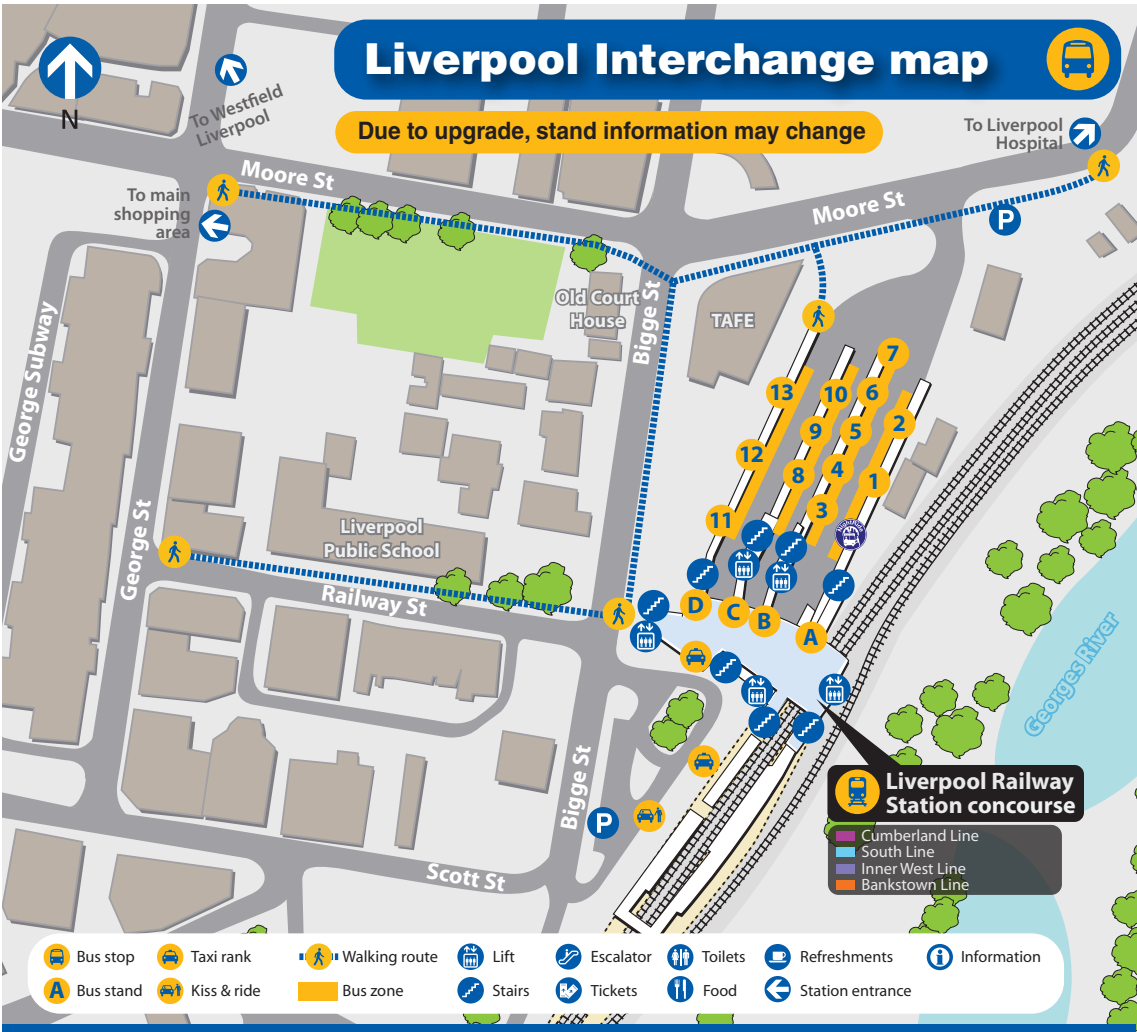 Liverpool Interchange map
Due to upgrade, stand information may change
N
To Westfield
Liverpool
To Liverpool
Hospital
Moore St
To main
shopping
area
Moore St
P
Old Court
House
Bigge St
TAFE
George Subway
7
13
10
6
2
9
5
12
4
8
1
3
11
NightRide
George St
Liverpool
Public School
Railway St
D
C
B
A
Georges River
Bigge St
P
Liverpool Railway
Station concourse
Cumberland Line
South Line
Inner West Line
Bankstown Line
Scott St
Bus stop
Taxi rank
Walking route
Lift
Escalator
Toilets
Refreshments
Information
A
Bus stand
Kiss & ride
Bus zone
Stairs
Tickets
Food
Station entrance